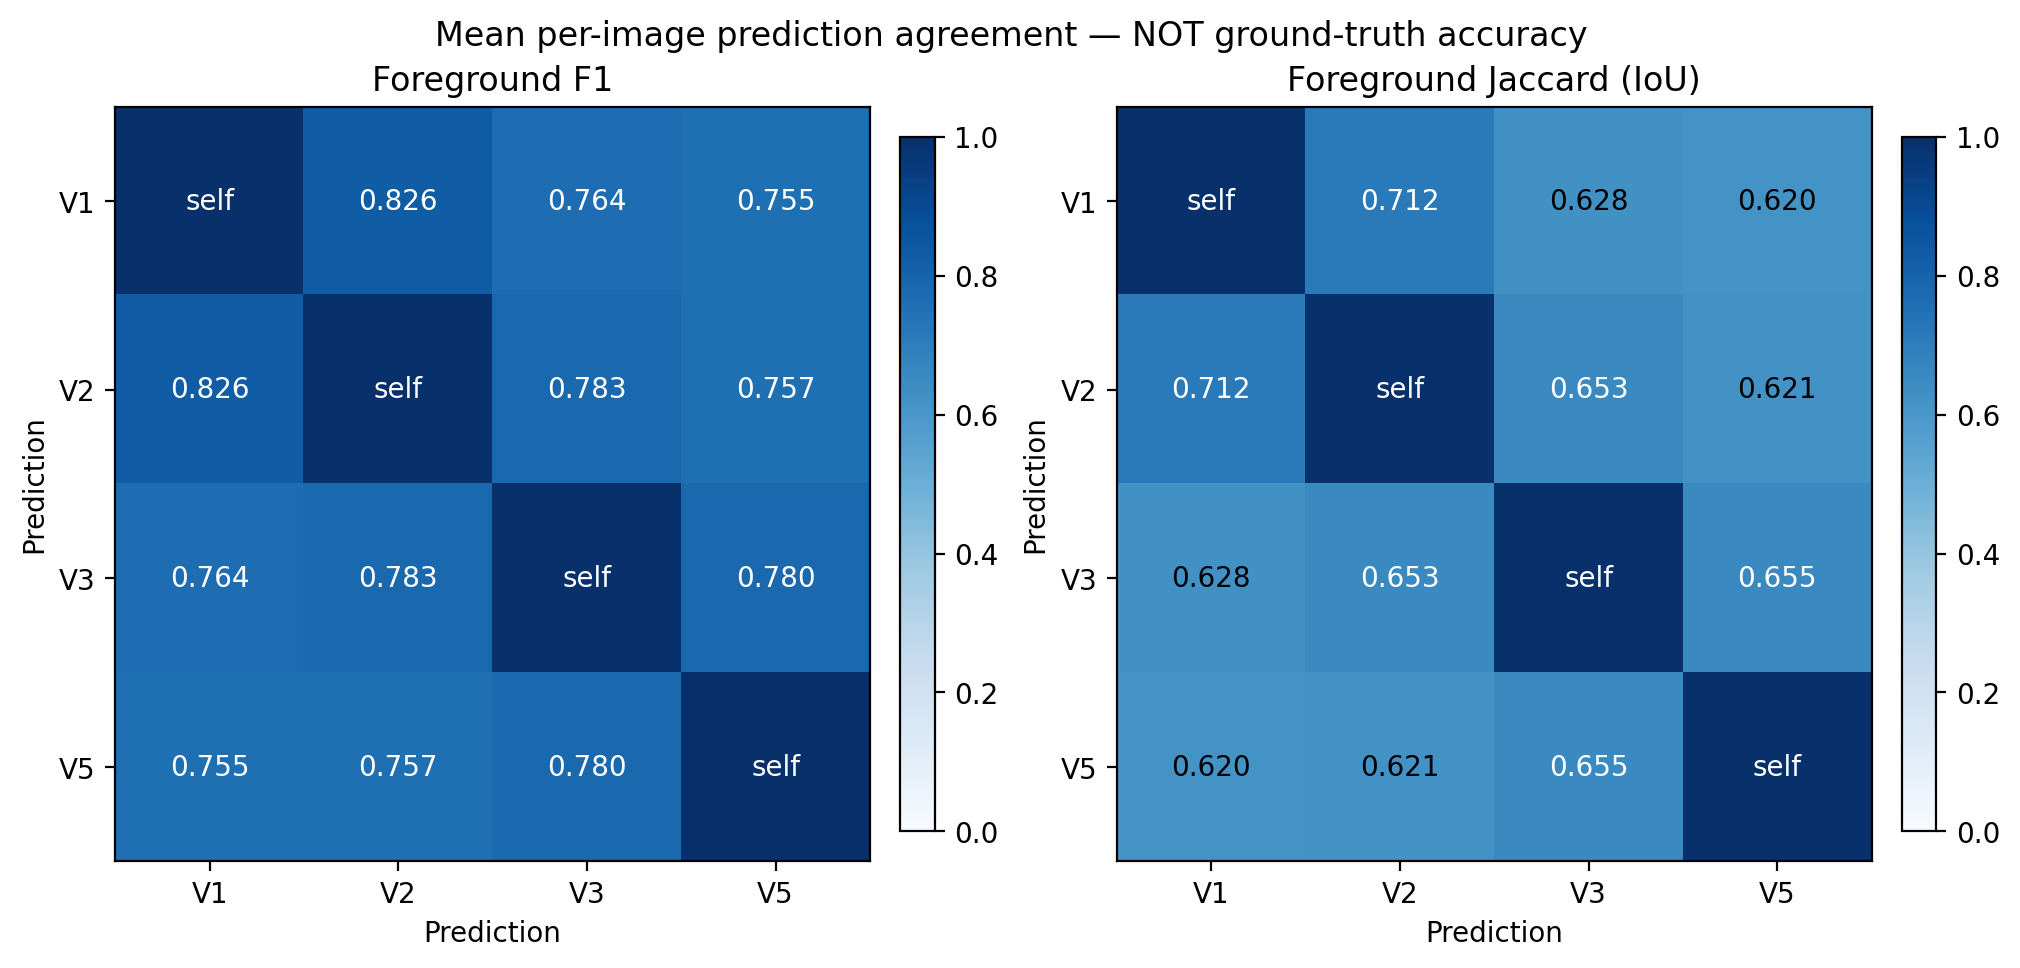 Mean per-image prediction agreement — NOT ground-truth accuracy
Foreground F1
V1
V2
V3
V5
Prediction
self 0.826 0.764 0.755
0.826 self 0.783 0.757
0.764 0.783 self 0.780
0.755 0.757 0.780 self
V1 V2 V3 V5
Prediction
1.0
0.8
0.6
0.4
0.2
0.0
Foreground Jaccard (IoU)
V1
V2
V3
V5
Prediction
self 0.712 0.628 0.620
0.712 self 0.653 0.621
0.628 0.653 self 0.655
0.620 0.621 0.655 self
V1 V2 V3 V5
Prediction
1.0
0.8
0.6
0.4
0.2
0.0